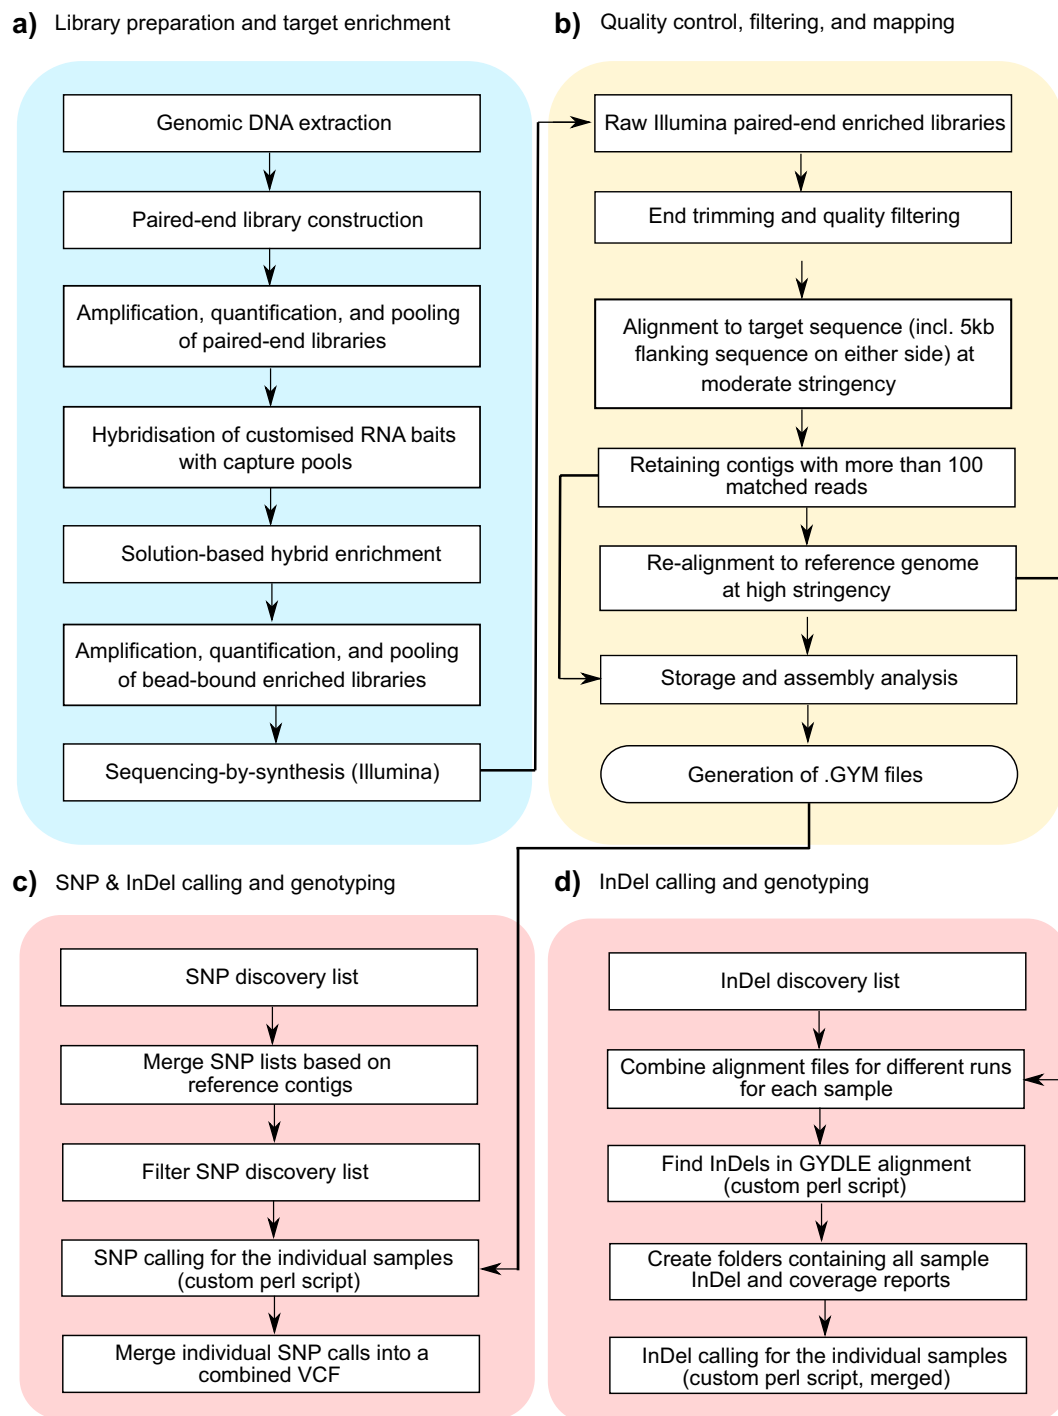 a) Library preparation and target enrichment
Genomic DNA extraction
Paired-end library construction
Amplification, quantification, and pooling
of paired-end libraries
Hybridisation of customised RNA baits
with capture pools
Solution-based hybrid enrichment
Amplification, quantification, and pooling
of bead-bound enriched libraries
Sequencing-by-synthesis (Illumina)
b) Quality control, filtering, and mapping
Raw Illumina paired-end enriched libraries
End trimming and quality filtering
Alignment to target sequence (incl. 5kb
flanking sequence on either side) at
moderate stringency
Retaining contigs with more than 100
matched reads
Re-alignment to reference genome
at high stringency
Storage and assembly analysis
Generation of .GYM files
c) SNP & InDel calling and genotyping
SNP discovery list
Merge SNP lists based on
reference contigs
Filter SNP discovery list
SNP calling for the individual samples
(custom perl script)
Merge individual SNP calls into a
combined VCF
d) InDel calling and genotyping
InDel discovery list
Combine alignment files for different runs
for each sample
Find InDels in GYDLE alignment
(custom perl script)
Create folders containing all sample
InDel and coverage reports
InDel calling for the individual samples
(custom perl script, merged)